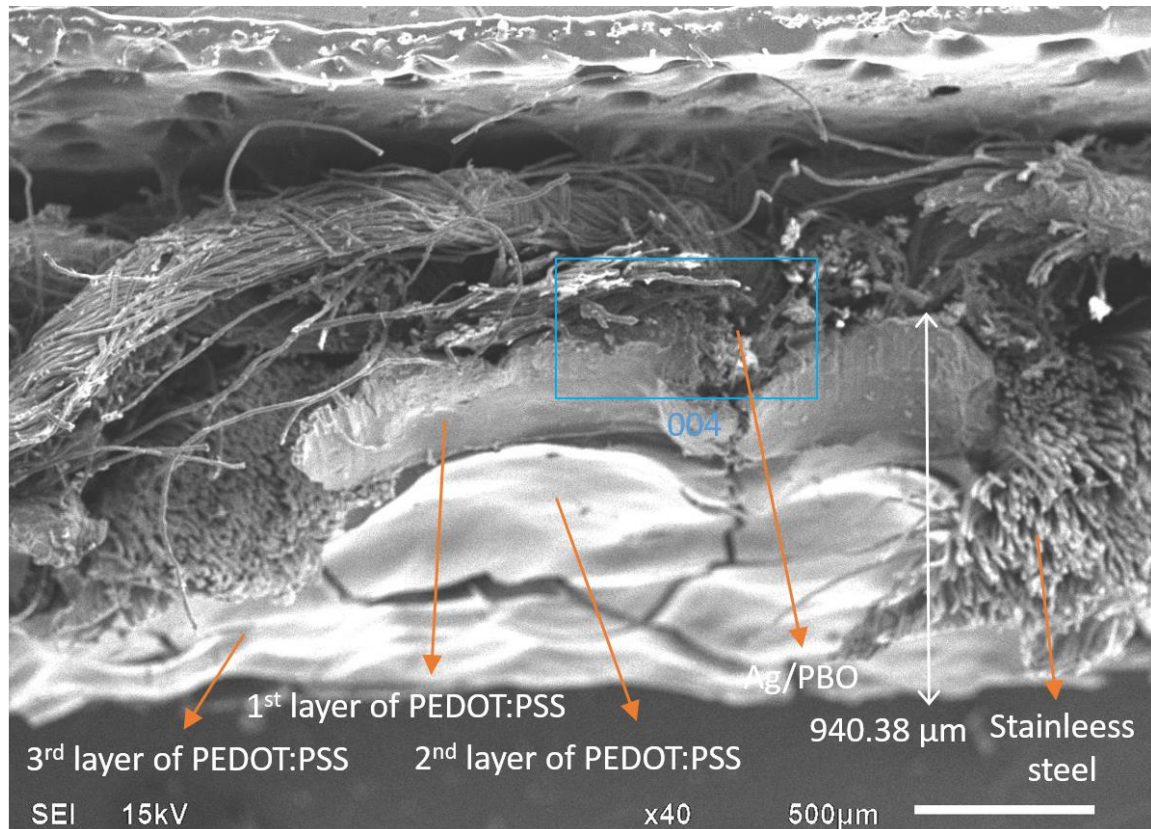 004
Ag/PBO
1st layer of PEDOT:PSS
940.38 µm
Stainleess
steel
3rd layer of PEDOT:PSS
2nd layer of PEDOT:PSS
SEI 15kV x40 500µm